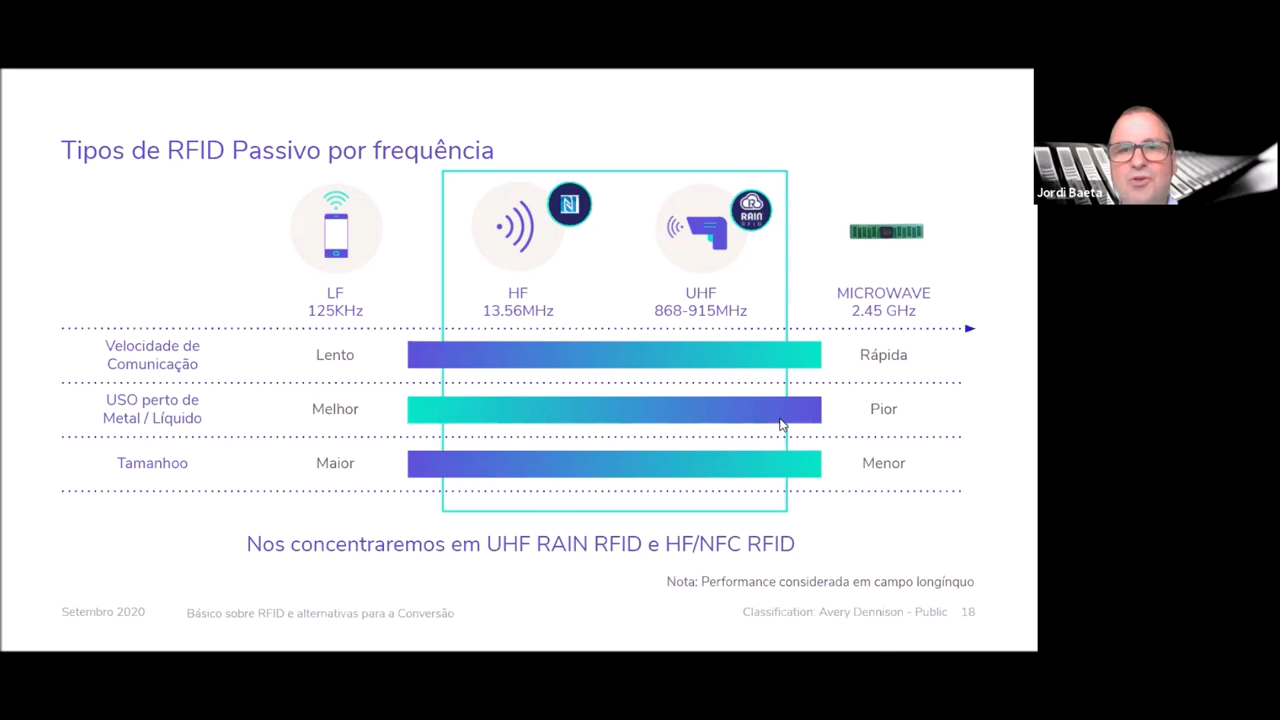 Tipos de RFID Passivo por frequência
Jordi Baeta
RAIN
RFID
LF
125KHz
HF
13.56MHz
UHF
868-915MHz
MICROWAVE
2.45 GHz
Velocidade de
Comunicação
Lento
Rápida
USO perto de
Metal / Líquido
Melhor
Pior
Tamanhoo
Maior
Menor
Nos concentraremos em UHF RAIN RFID e HF/NFC RFID
Nota: Performance considerada em campo longínquo
Setembro 2020
Básico sobre RFID e alternativas para a Conversão
Classification: Avery Dennison - Public
18